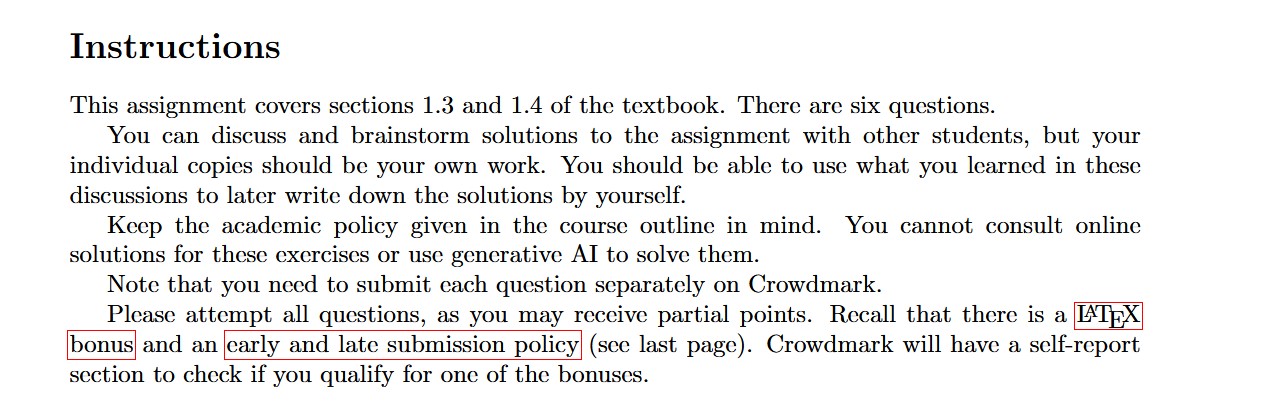 Instructions
This assignment covers sections 1.3 and 1.4 of the textbook. There are six questions.
You can discuss and brainstorm solutions to the assignment with other students, but your
individual copies should be your own work. You should be able to use what you learned in these
discussions to later write down the solutions by yourself.
Keep the academic policy given in the course outline in mind. You cannot consult online
solutions for these exercises or use generative AI to solve them.
Note that you need to submit each question separately on Crowdmark.
Please attempt all questions, as you may receive partial points. Recall that there is a LATEX
bonus and an early and late submission policy (see last page). Crowdmark will have a self-report
section to check if you qualify for one of the bonuses.